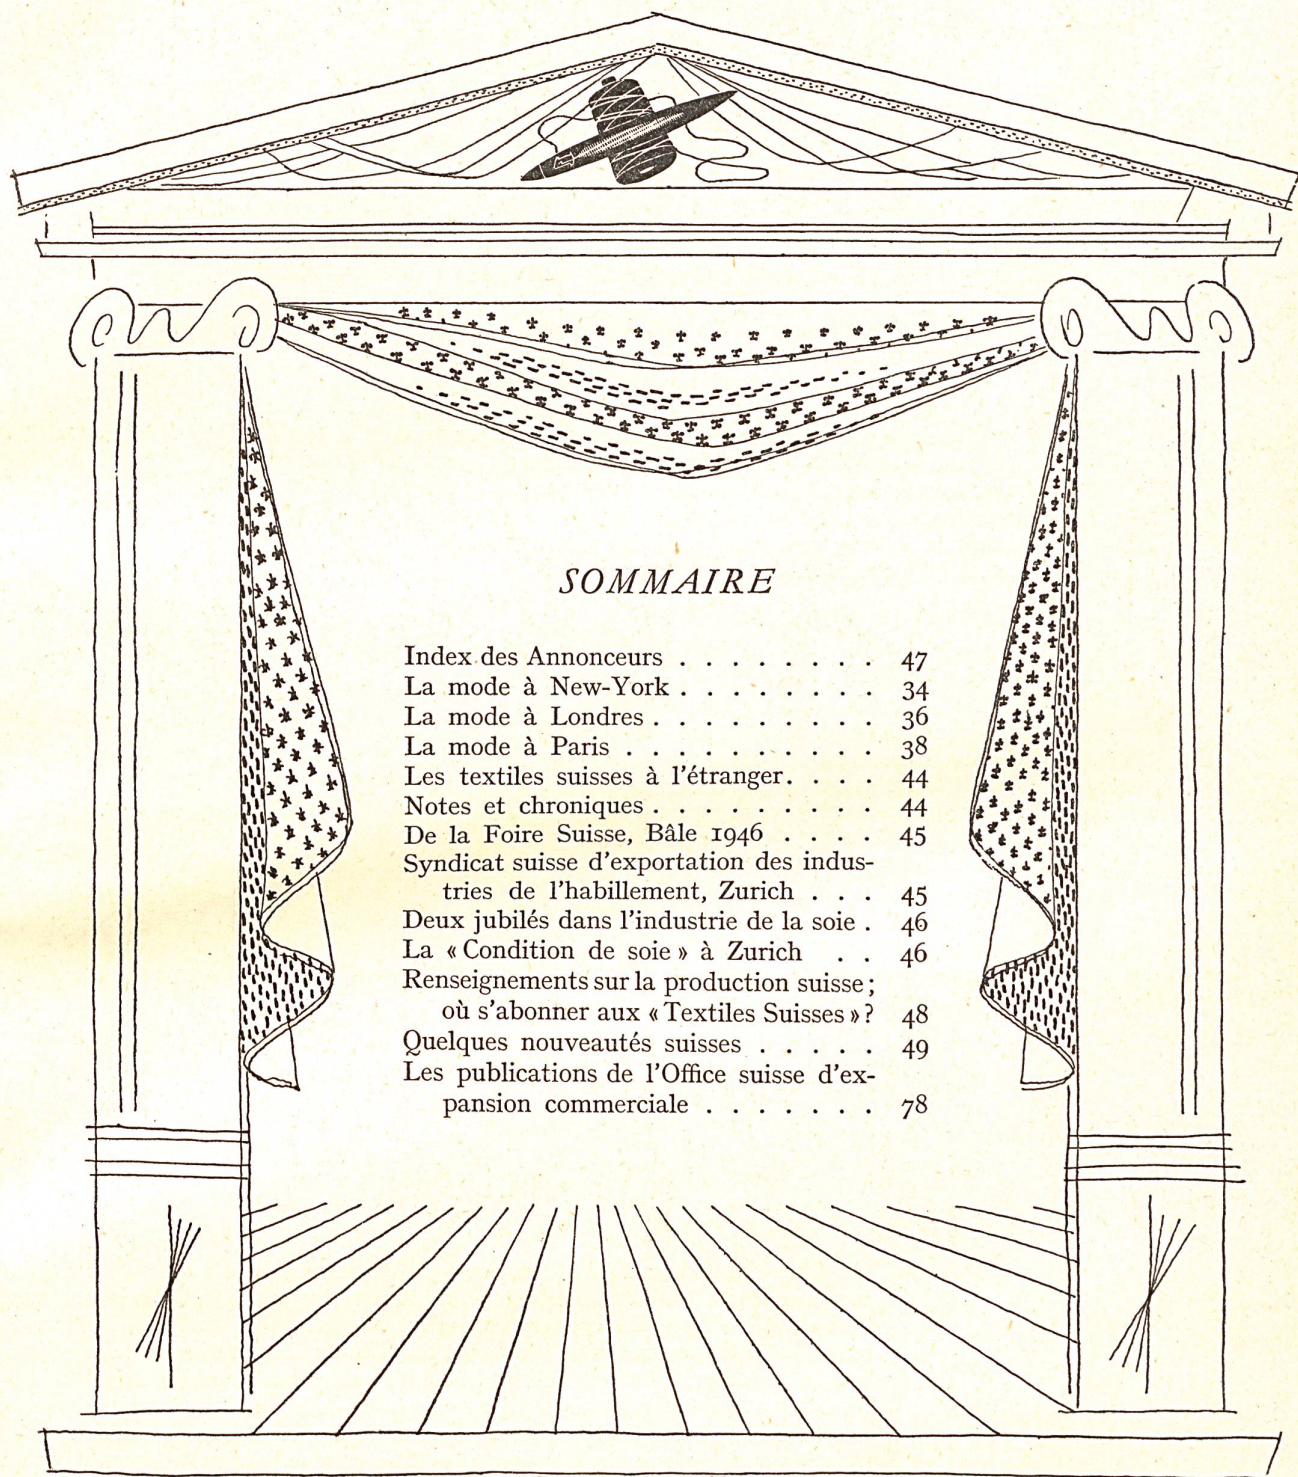 SOMMAIRE
Index des Annonceurs . . . . . . . . . 47
La mode à New-York . . . . . . . . . 34
La mode à Londres . . . . . . . . . . 36
La mode à Paris . . . . . . . . . . . 38
Les textiles suisses à l'étranger. . . . . 44
Notes et chroniques . . . . . . . . . . 44
De la Foire Suisse, Bâle 1946 . . . . 45
Syndicat suisse d'exportation des indus-
tries de l'habillement, Zurich . . . 45
Deux jubilés dans l'industrie de la soie . 46
La « Condition de soie » à Zurich . . 46
Renseignements sur la production suisse ;
où s'abonner aux « Textiles Suisses » ? 48
Quelques nouveautés suisses . . . . . 49
Les publications de l'Office suisse d'ex-
pansion commerciale . . . . . . . 78